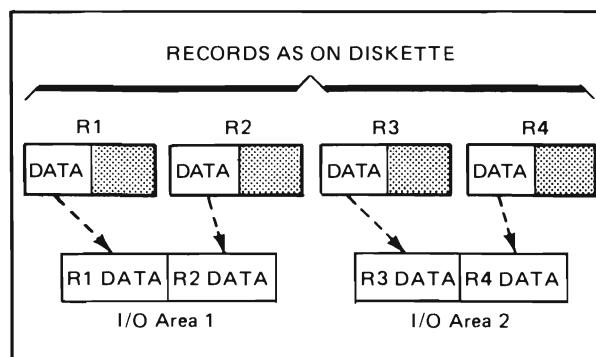 RECORDS AS ON DISKETTE
R1 R2 R3 R4
DATA DATA DATA DATA
R1 DATA R2 DATA R3 DATA R4 DATA
I/O Area 1 I/O Area 2